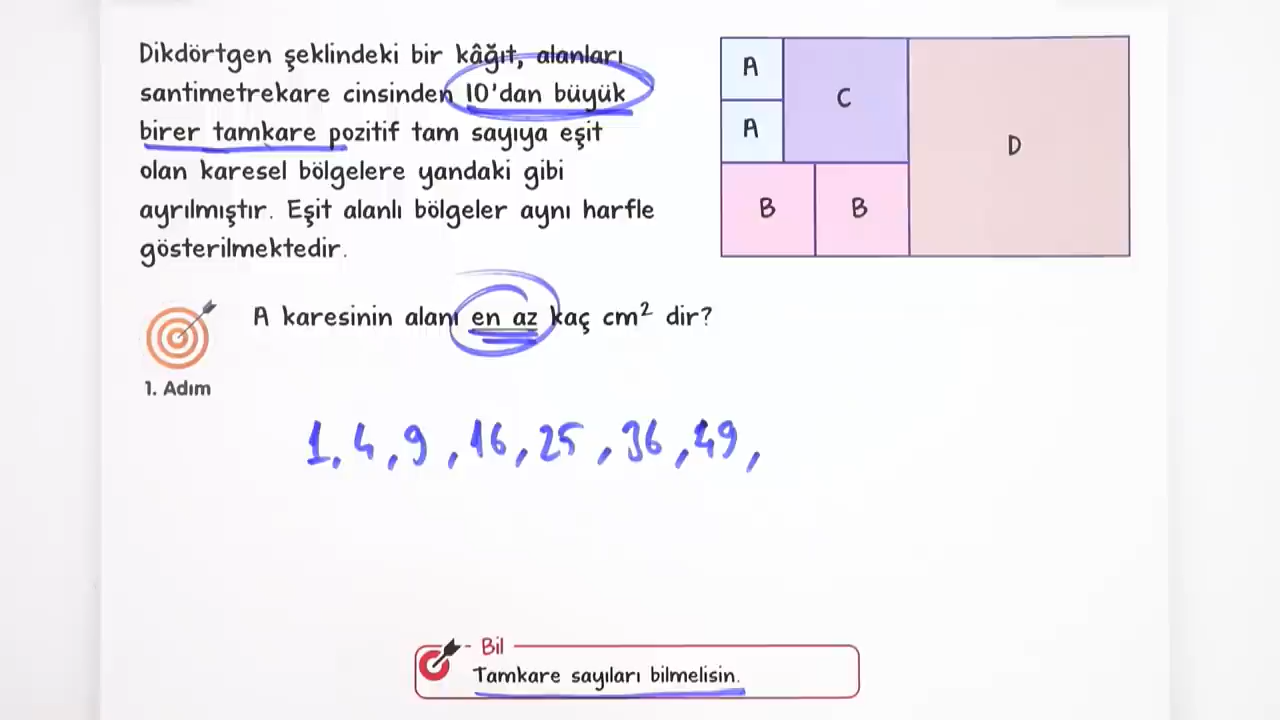 Dikdörtgen şeklindeki bir kâğıt, alanları
santimetrekare cinsinden 10'dan büyük
birer tamkare pozitif tam sayıya eşit
olan karesel bölgelere yandaki gibi
ayrılmıştır. Eşit alanlı bölgeler aynı harfle
gösterilmektedir.
A
A
C
D
B
B
A karesinin alanı en az kaç cm² dir?
1. Adım
1, 4, 9, 16, 25, 36, 49,
Bil
Tamkare sayıları bilmelisin.